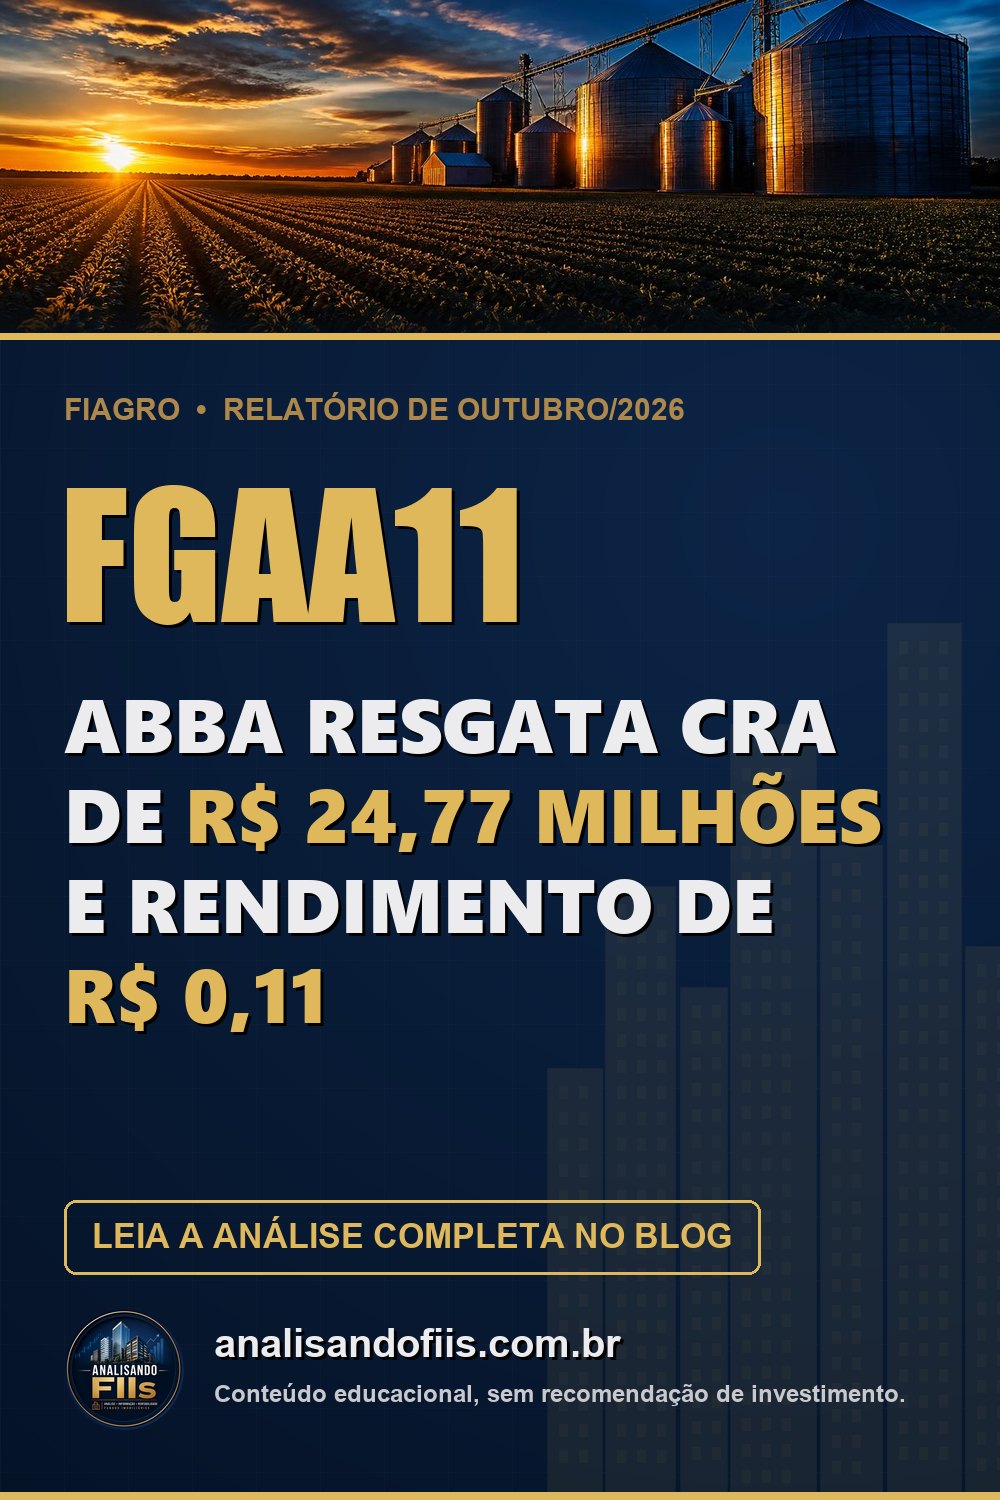 FIAGRO • RELATÓRIO DE OUTUBRO/2026
FGAA11
ABBA RESGATA CRA
DE R$ 24,77 MILHÕES
E RENDIMENTO DE
R$ 0,11
LEIA A ANÁLISE COMPLETA NO BLOG
ANALISANDO
FIIs
analisandofiis.com.br
Conteúdo educacional, sem recomendação de investimento.